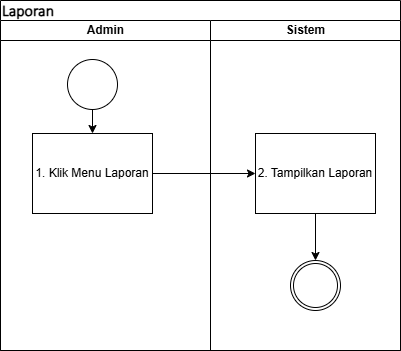 Laporan
Admin
Sistem
1. Klik Menu Laporan
2. Tampilkan Laporan